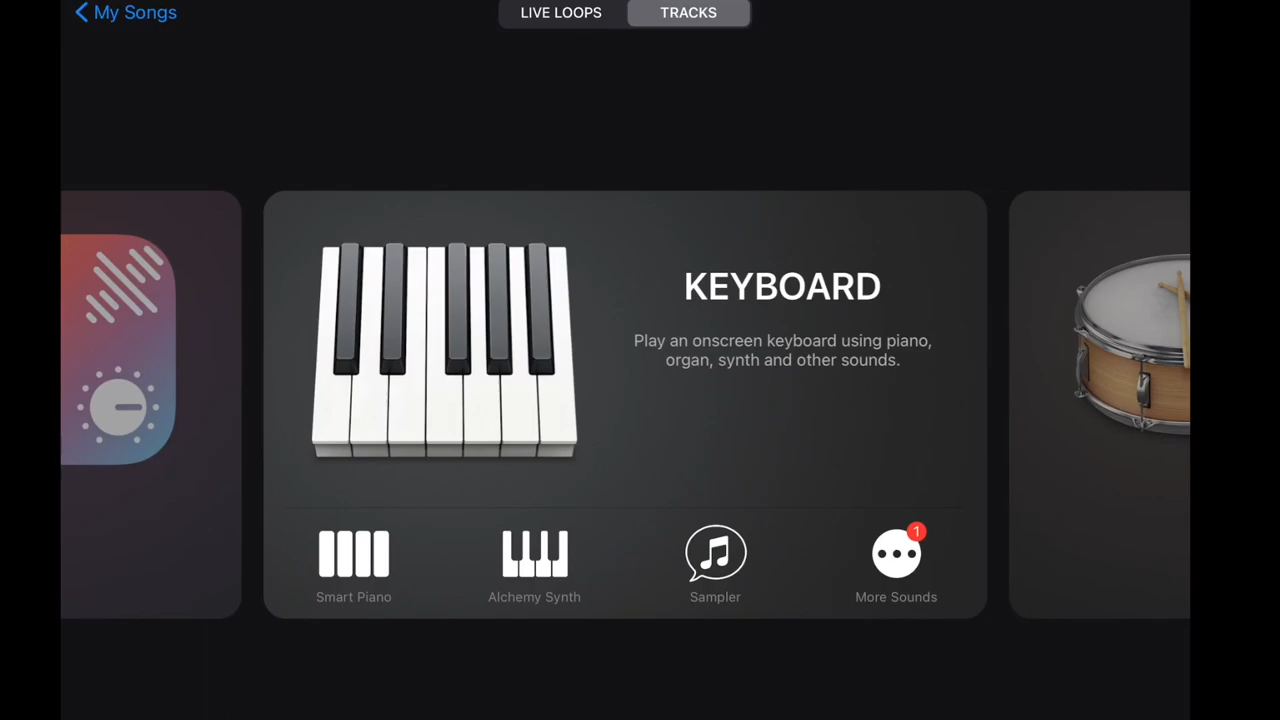 My Songs
LIVE LOOPS
TRACKS
KEYBOARD
Play an onscreen keyboard using piano,
organ, synth and other sounds.
1
Smart Piano
Alchemy Synth
Sampler
More Sounds